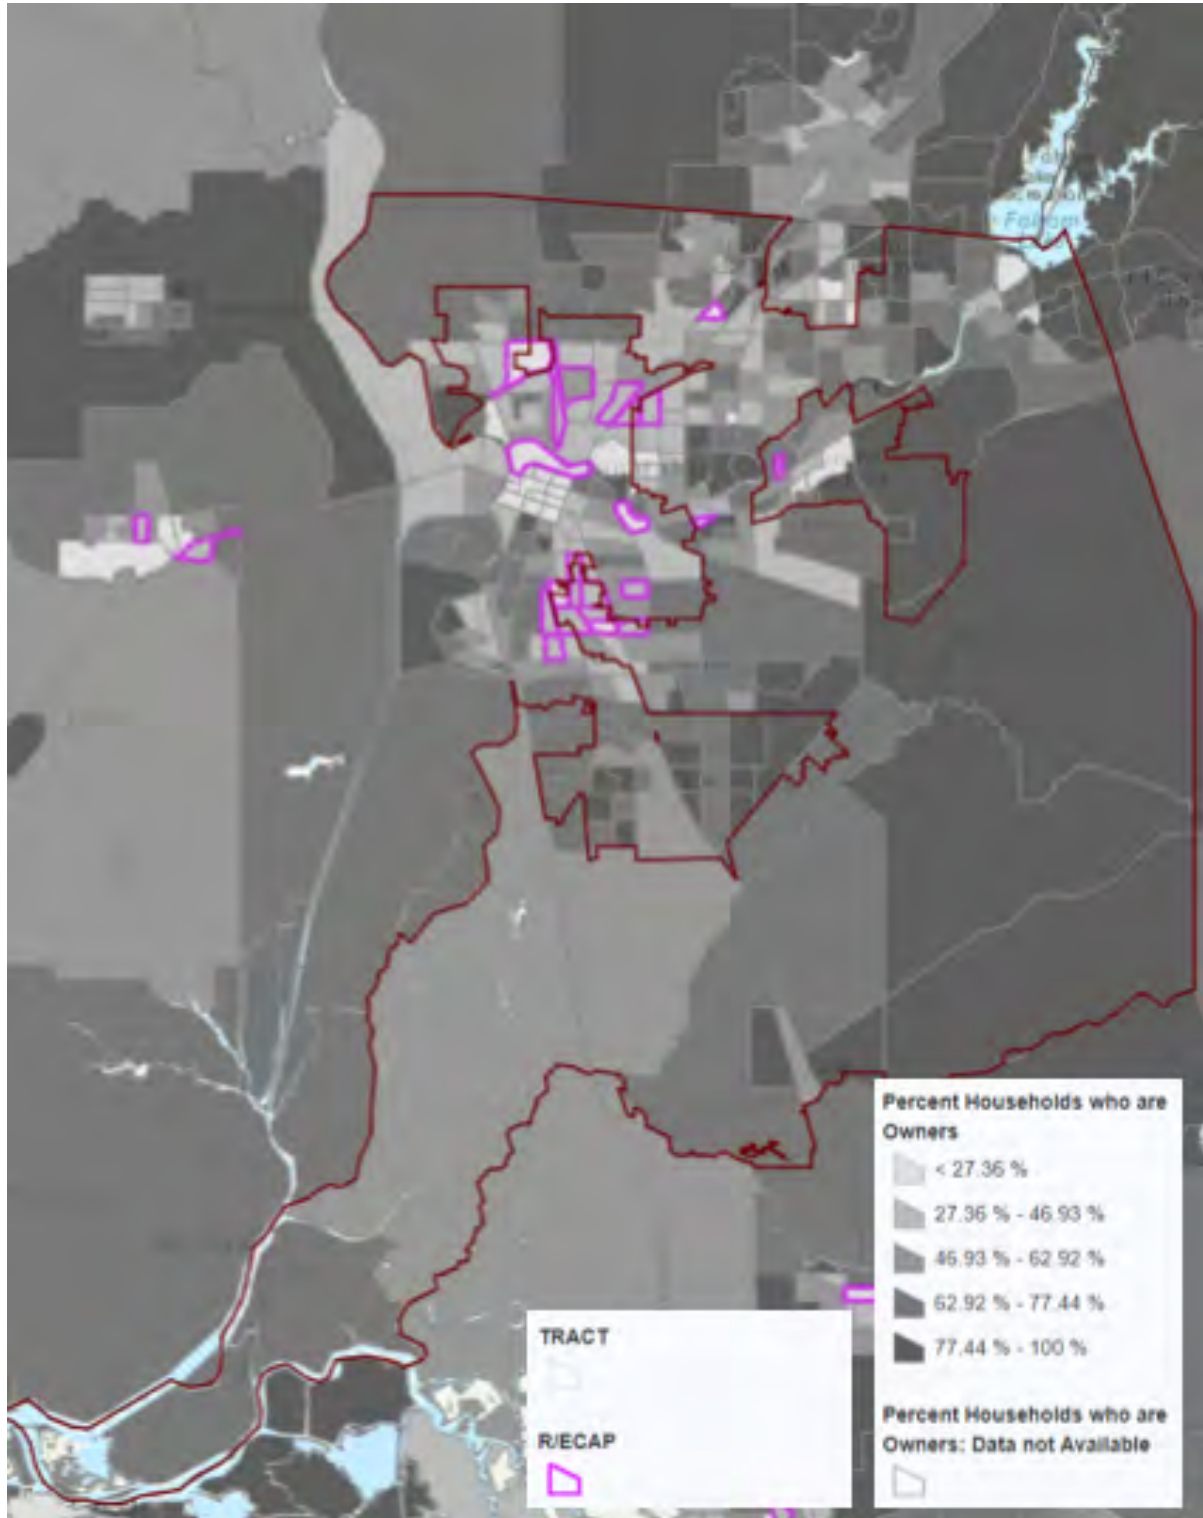 Folsom
Percent Households who are
Owners
< 27.36 %
27.36 % - 46.93 %
46.93 % - 62.92 %
62.92 % - 77.44 %
77.44 % - 100 %
TRACT
R/ECAP
Percent Households who are
Owners: Data not Available